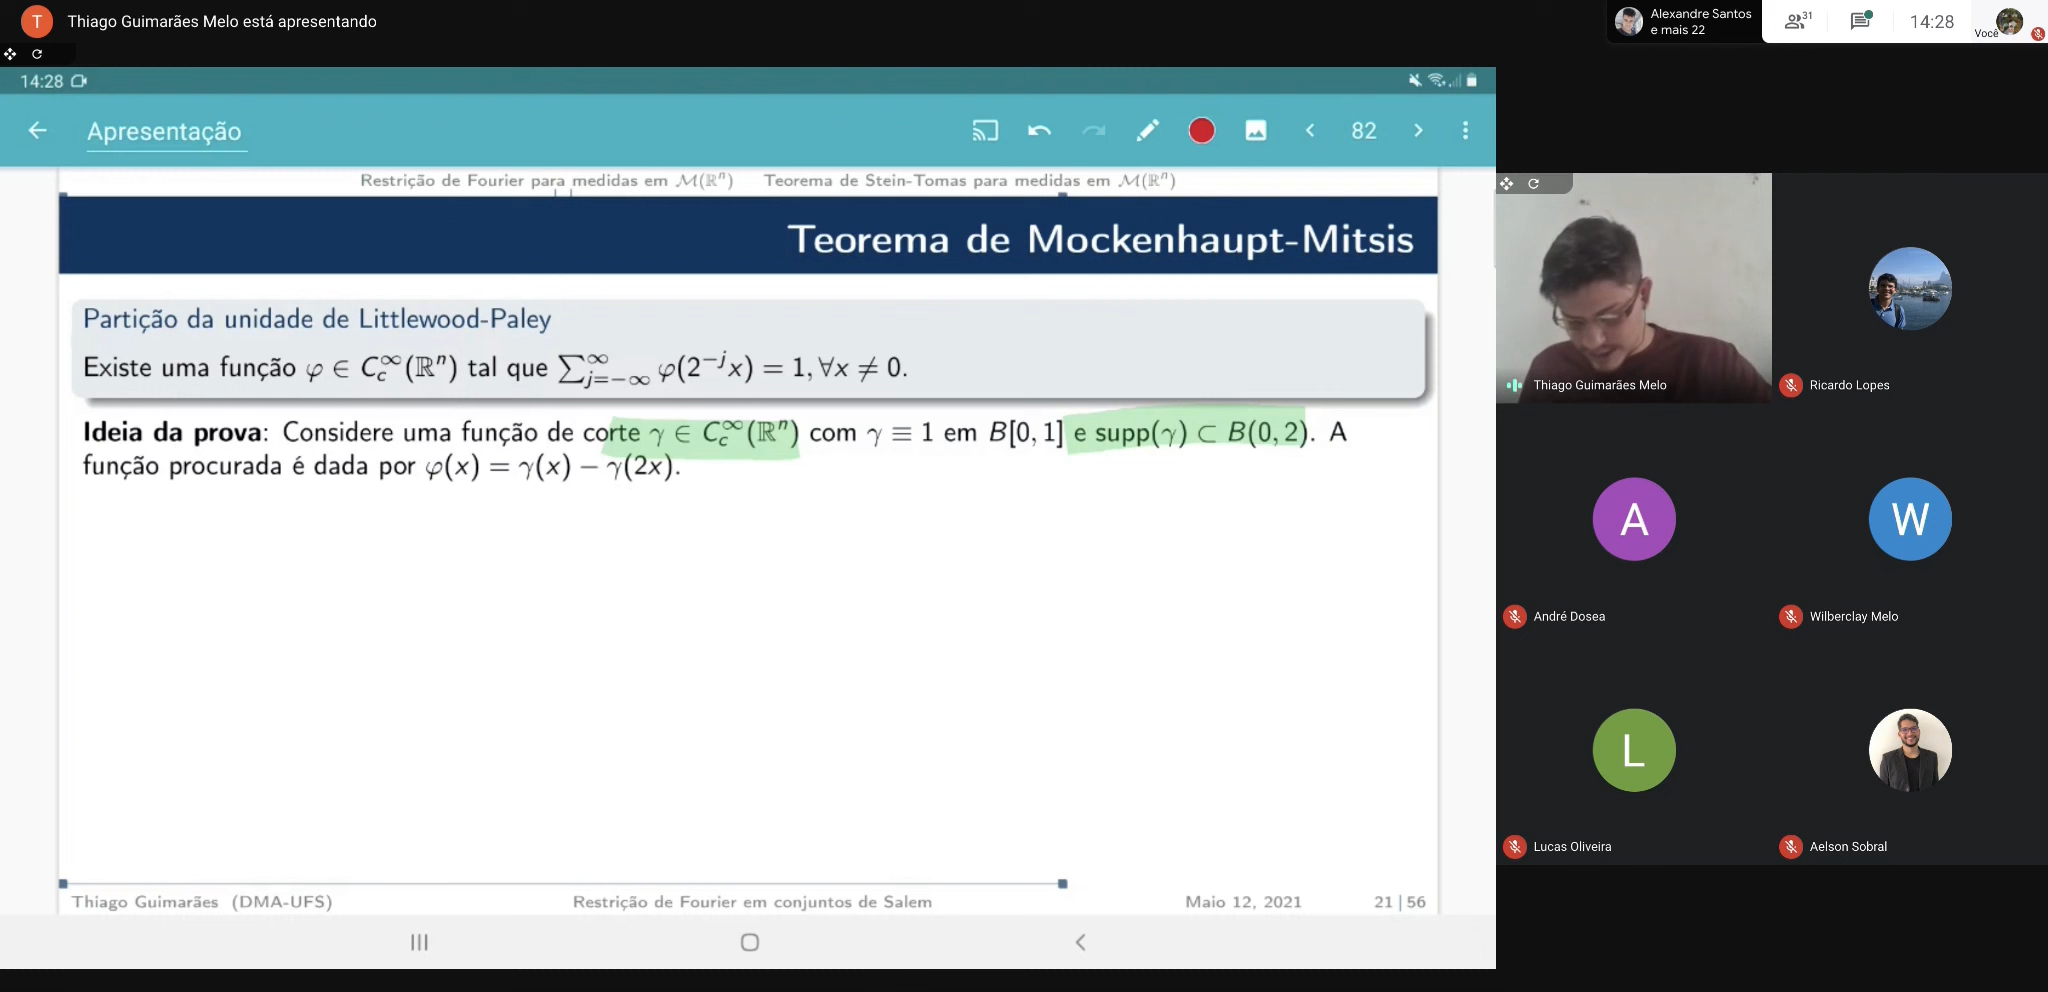 T Thiago Guimarães Melo está apresentando
Alexandre Santos
e mais 22
31
14:28
Você
14:28
Apresentação
82
Restrição de Fourier para medidas em ℳ(ℝⁿ) Teorema de Stein-Tomas para medidas em ℳ(ℝⁿ)
Teorema de Mockenhaupt-Mitsis
Partição da unidade de Littlewood-Paley
Existe uma função φ ∈ C_c^∞(ℝⁿ) tal que ∑_{j=−∞}^∞ φ(2^{−j}x) = 1, ∀x ≠ 0.
Ideia da prova: Considere uma função de corte γ ∈ C_c^∞(ℝⁿ) com γ ≡ 1 em B[0, 1] e supp(γ) ⊂ B(0, 2). A
função procurada é dada por φ(x) = γ(x) − γ(2x).
Thiago Guimarães (DMA-UFS) Restrição de Fourier em conjuntos de Salem Maio 12, 2021 21 | 56
Thiago Guimarães Melo
Ricardo Lopes
A
André Dosea
W
Wilberclay Melo
L
Lucas Oliveira
Aelson Sobral